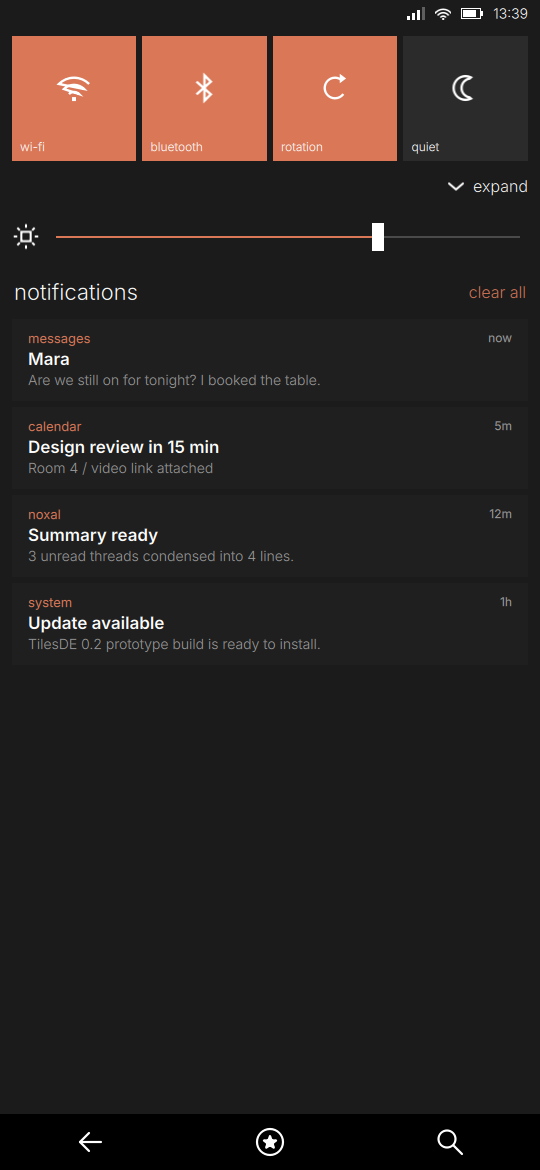 13:39
wi-fi
bluetooth
rotation
quiet
expand
notifications
clear all
messages
now
Mara
Are we still on for tonight? I booked the table.
calendar
5m
Design review in 15 min
Room 4 / video link attached
noxal
12m
Summary ready
3 unread threads condensed into 4 lines.
system
1h
Update available
TilesDE 0.2 prototype build is ready to install.